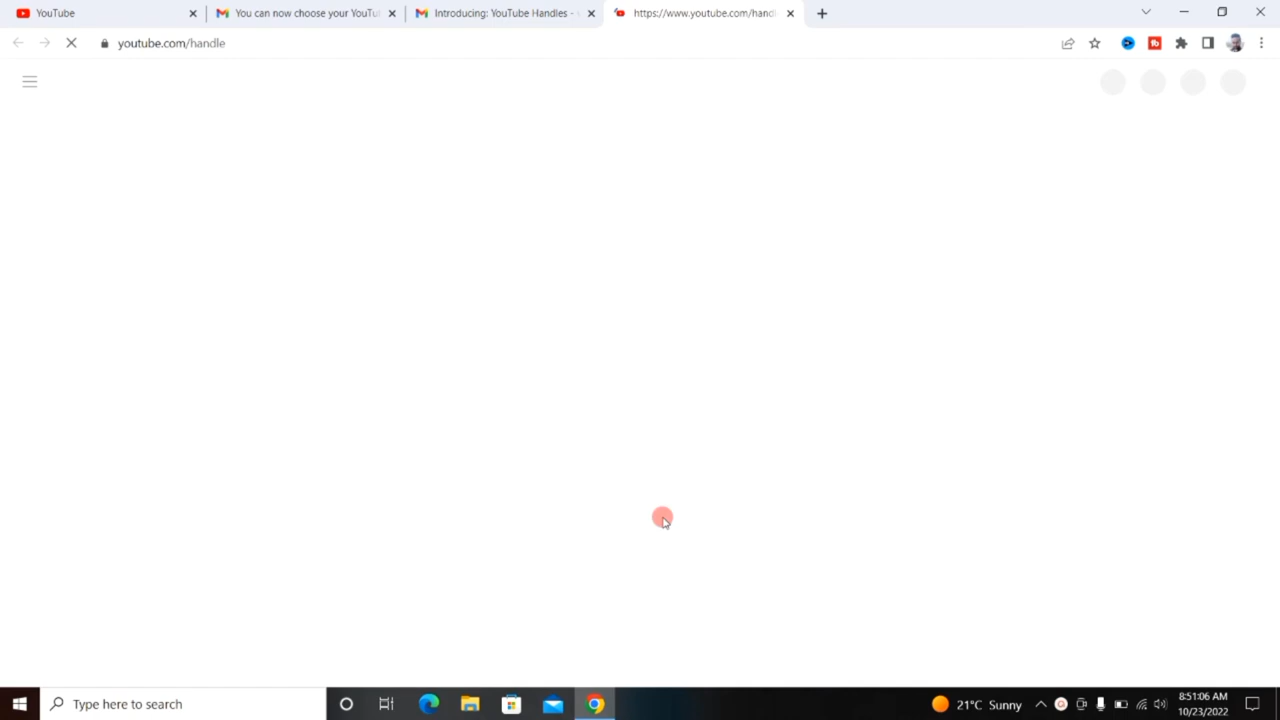 YouTube
You can now choose your YouTu
Introducing: YouTube Handles -
https://www.youtube.com/handl
youtube.com/handle
Type here to search
21°C Sunny
8:51:06 AM
10/23/2022